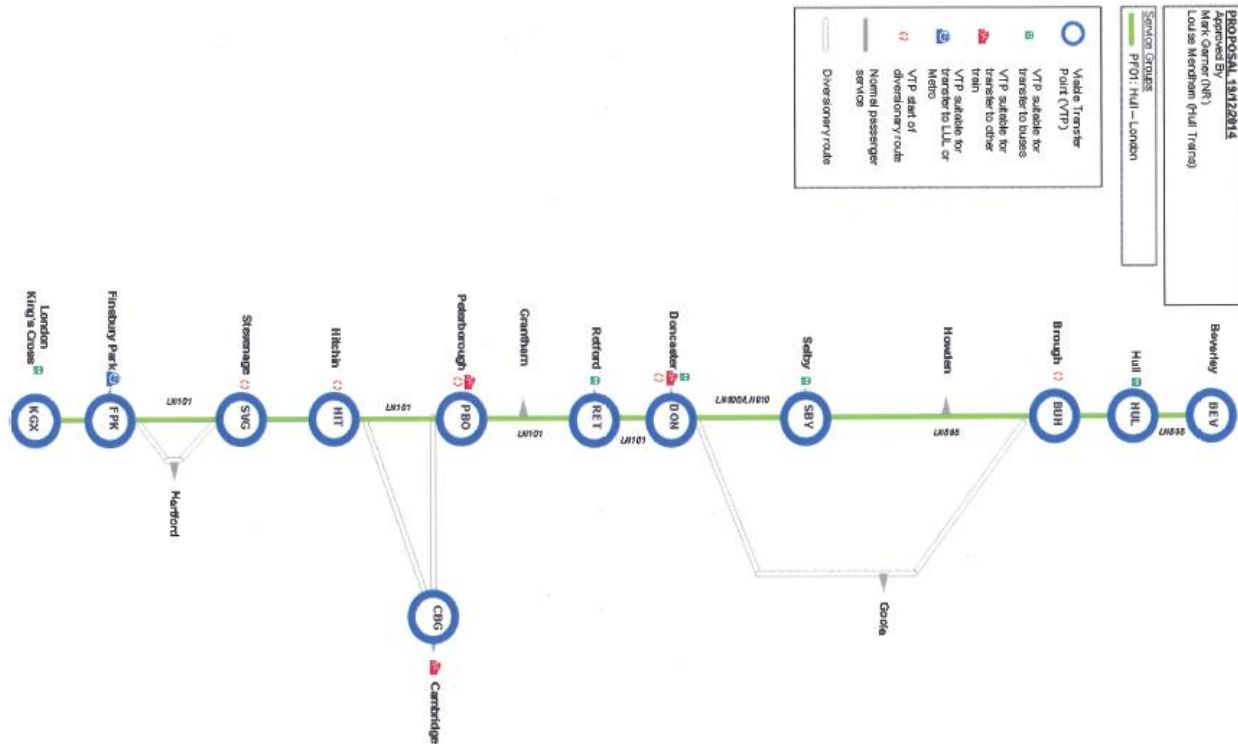 PROPOSAL 19/12/2014
Approved By
Mark Garner (NR)
Louise Mendham (Hull Trains)
Service Groups
PF01: Hull – London
Viable Transfer
Point (VTP)
VTP suitable for
transfer to buses
VTP suitable for
transfer to other
train
VTP suitable for
transfer to LUL or
Metro
VTP start of
diversionary route
Normal passenger
service
Diversionary route
London
King's Cross
KGX
Finsbury Park
FPK
LN101
Hertford
Stevenage
SVG
Hitchin
HIT
LN101
Peterborough
PBO
CBG
Cambridge
Grantham
LN101
Retford
RET
LN101
Doncaster
DON
Selby
SBY
Goole
Howden
Brough
BUH
Hull
HUL
Beverley
BEV